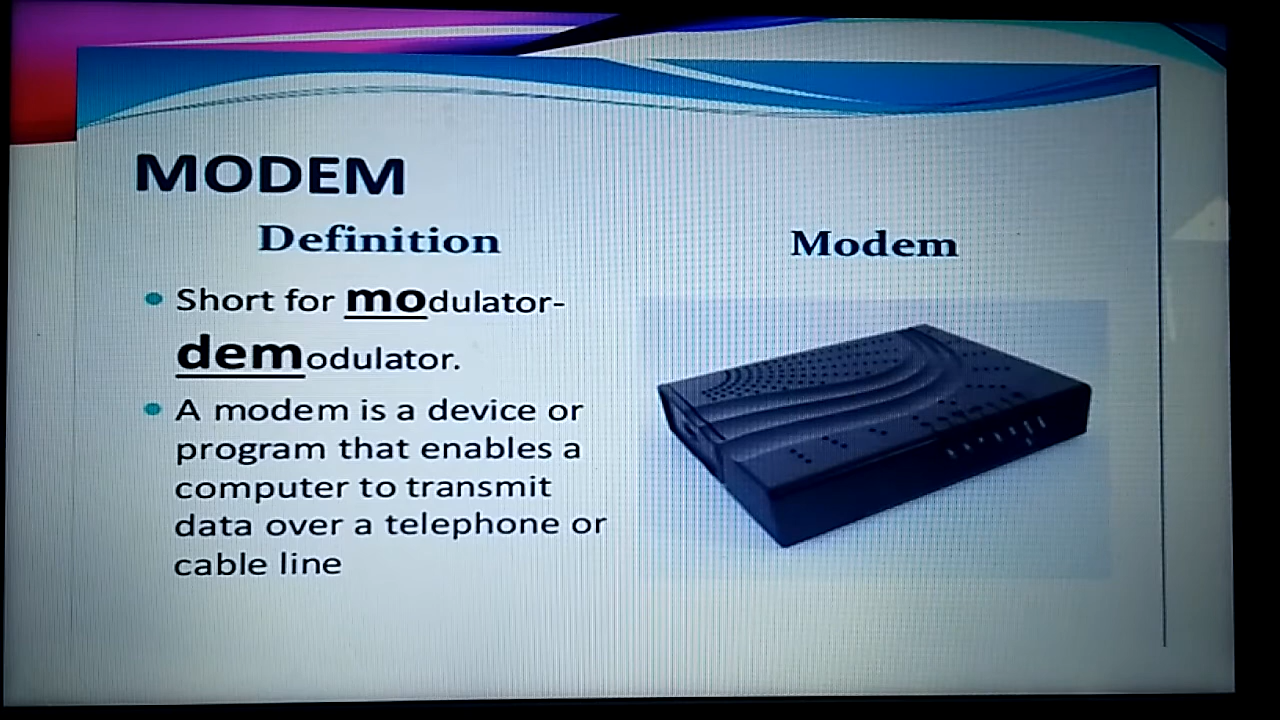 MODEM
Definition
Modem
• Short for modulator-
demodulator.
• A modem is a device or
program that enables a
computer to transmit
data over a telephone or
cable line